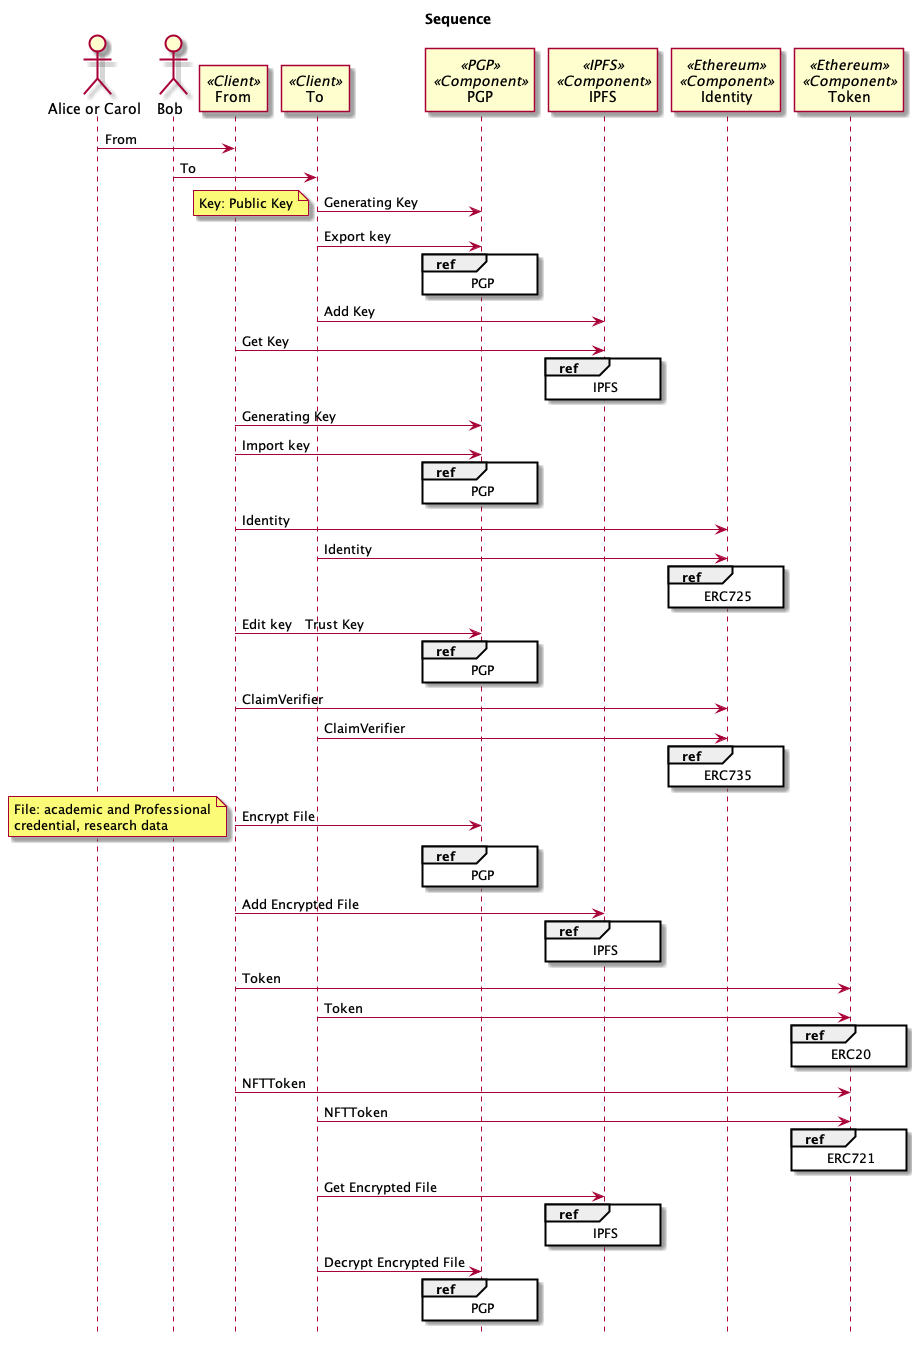 Sequence
Alice or Carol
Bob
«Client»
From
«Client»
To
«PGP»
«Component»
PGP
«IPFS»
«Component»
IPFS
«Ethereum»
«Component»
Identity
«Ethereum»
«Component»
Token
From
To
Key: Public Key
Generating Key
Export key
ref
PGP
Add Key
Get Key
ref
IPFS
Generating Key
Import key
ref
PGP
Identity
Identity
ref
ERC725
Edit key   Trust Key
ref
PGP
ClaimVerifier
ClaimVerifier
ref
ERC735
File: academic and Professional
credential, research data
Encrypt File
ref
PGP
Add Encrypted File
ref
IPFS
Token
Token
ref
ERC20
NFTToken
NFTToken
ref
ERC721
Get Encrypted File
ref
IPFS
Decrypt Encrypted File
ref
PGP